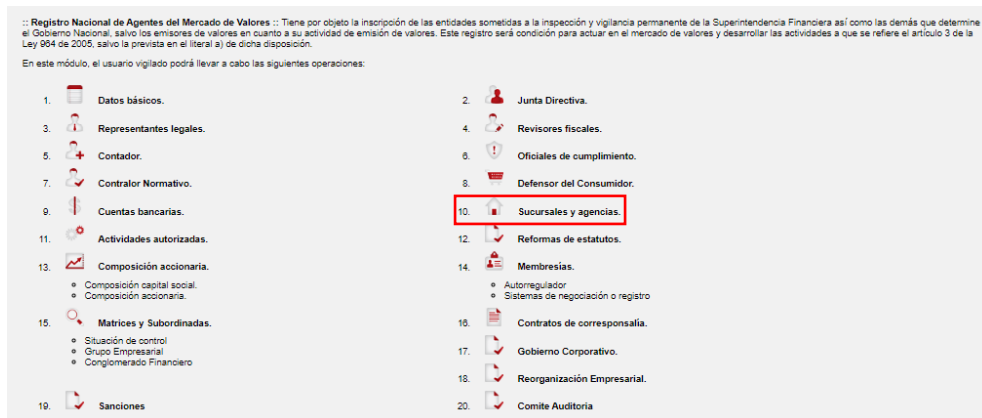 :: Registro Nacional de Agentes del Mercado de Valores :: Tiene por objeto la inscripción de las entidades sometidas a la inspección y vigilancia permanente de la Superintendencia Financiera así como las demás que determine
el Gobierno Nacional, salvo los emisores de valores en cuanto a su actividad de emisión de valores. Este registro será condición para actuar en el mercado de valores y desarrollar las actividades a que se refiere el artículo 3 de la
Ley 964 de 2005, salvo la prevista en el literal a) de dicha disposición.
En este módulo, el usuario vigilado podrá llevar a cabo las siguientes operaciones:
1. Datos básicos.
2. Junta Directiva.
3. Representantes legales.
4. Revisores fiscales.
5. Contador.
6. Oficiales de cumplimiento.
7. Contralor Normativo.
8. Defensor del Consumidor.
9. Cuentas bancarias.
10. Sucursales y agencias.
11. Actividades autorizadas.
12. Reformas de estatutos.
13. Composición accionaria.
Composición capital social.
Composición accionaria.
14. Membresías.
Autorregulador
Sistemas de negociación o registro
15. Matrices y Subordinadas.
Situación de control
Grupo Empresarial
Conglomerado Financiero
16. Contratos de corresponsalía.
17. Gobierno Corporativo.
18. Reorganización Empresarial.
19. Sanciones
20. Comite Auditoria